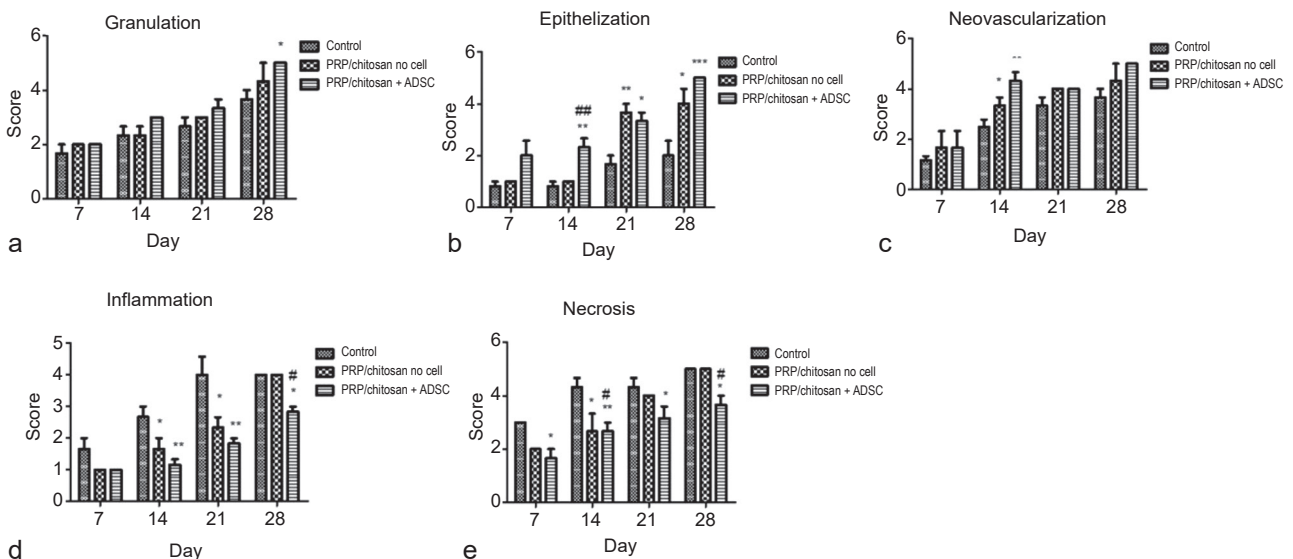 Granulation
6
4
2
0
Score
*
Control
PRP/chitosan no cell
PRP/chitosan + ADSC
7 14 21 28
Day
a
Epithelization
6
4
2
0
Score
##
**
**
*
*
***
Control
PRP/chitosan no cell
PRP/chitosan + ADSC
7 14 21 28
Day
b
Neovascularization
6
4
2
0
Score
*
Control
PRP/chitosan no cell
PRP/chitosan + ADSC
7 14 21 28
Day
c
Inflammation
5
4
3
2
1
0
Score
*
**
*
**
#
*
Control
PRP/chitosan no cell
PRP/chitosan + ADSC
7 14 21 28
Day
d
Necrosis
6
4
2
0
Score
*
*
#
**
*
#
*
Control
PRP/chitosan no cell
PRP/chitosan + ADSC
7 14 21 28
Day
e